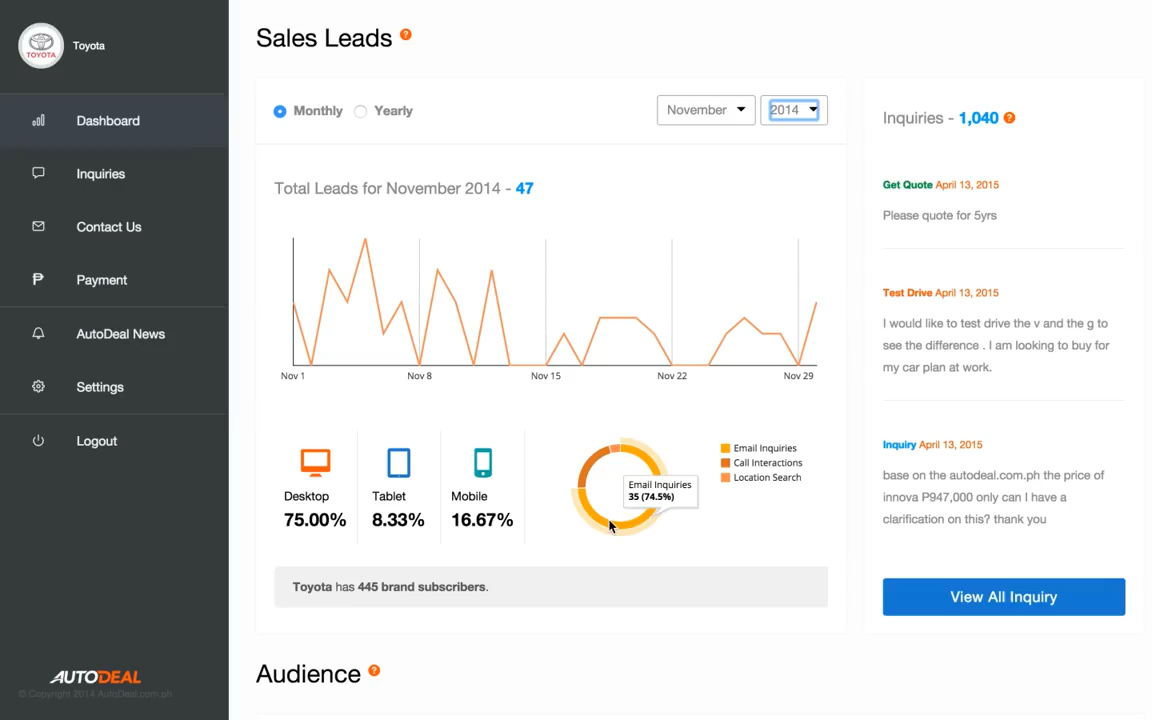 TOYOTA
Toyota
Dashboard
Inquiries
Contact Us
Payment
AutoDeal News
Settings
Logout
AUTODEAL
© Copyright 2014 AutoDeal.com.ph
Sales Leads ?
Monthly Yearly
November 2014
Total Leads for November 2014 - 47
Nov 1 Nov 8 Nov 15 Nov 22 Nov 29
Desktop Tablet Mobile
75.00% 8.33% 16.67%
Email Inquiries
35 (74.5%)
Email Inquiries
Call Interactions
Location Search
Toyota has 445 brand subscribers.
Audience ?
Inquiries - 1,040 ?
Get Quote April 13, 2015
Please quote for 5yrs
Test Drive April 13, 2015
I would like to test drive the v and the g to
see the difference . I am looking to buy for
my car plan at work.
Inquiry April 13, 2015
base on the autodeal.com.ph the price of
innova P947,000 only can I have a
clarification on this? thank you
View All Inquiry